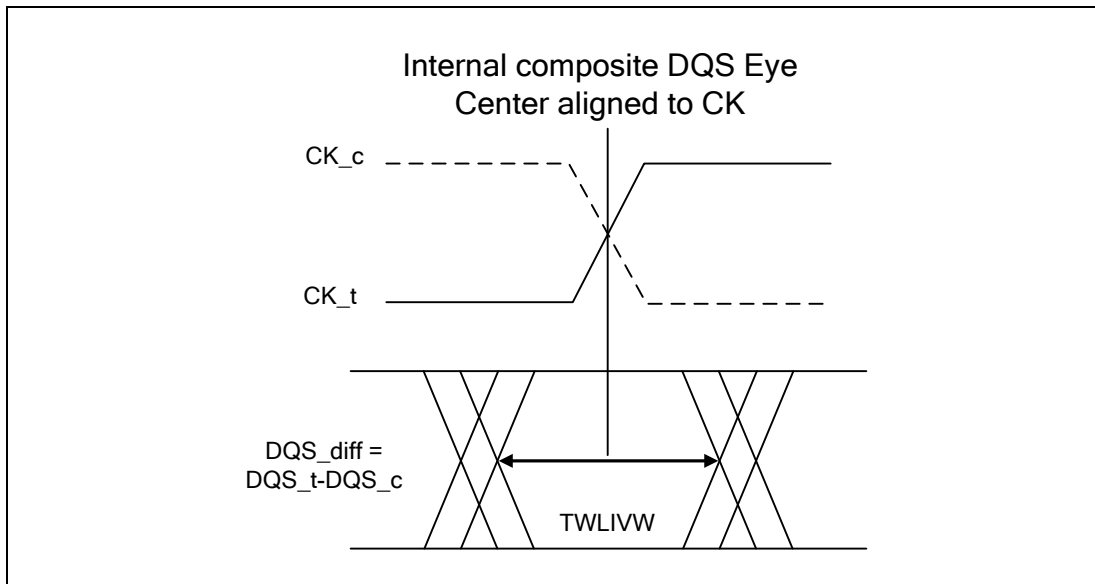 Internal composite DQS Eye
Center aligned to CK
CK_c
CK_t
DQS_diff =
DQS_t-DQS_c
TWLIVW